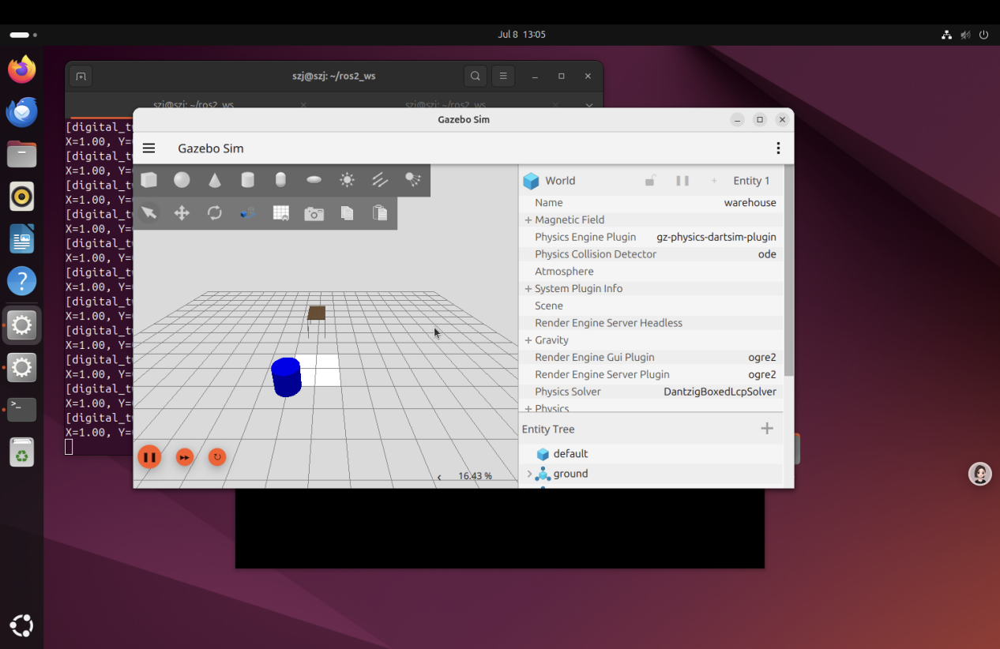 Jul 8 13:05
szj@szj: ~/ros2_ws
szj@szj: ~/ros2_ws
szj@szj: ~/ros2_ws
Gazebo Sim
Gazebo Sim
[digital_t
X=1.00, Y=
[digital_t
X=1.00, Y=
[digital_t
X=1.00, Y=
[digital_t
X=1.00, Y=
[digital_t
X=1.00, Y=
[digital_t
X=1.00, Y=
[digital_t
X=1.00, Y=
[digital_t
X=1.00, Y=
[digital_t
X=1.00, Y=
[digital_t
X=1.00, Y=
[digital_t
X=1.00, Y=
World Entity 1
Name warehouse
Magnetic Field
Physics Engine Plugin gz-physics-dartsim-plugin
Physics Collision Detector ode
Atmosphere
System Plugin Info
Scene
Render Engine Server Headless
Gravity
Render Engine Gui Plugin ogre2
Render Engine Server Plugin ogre2
Physics Solver DantzigBoxedLcpSolver
Physics
16.43 %
Entity Tree
default
ground